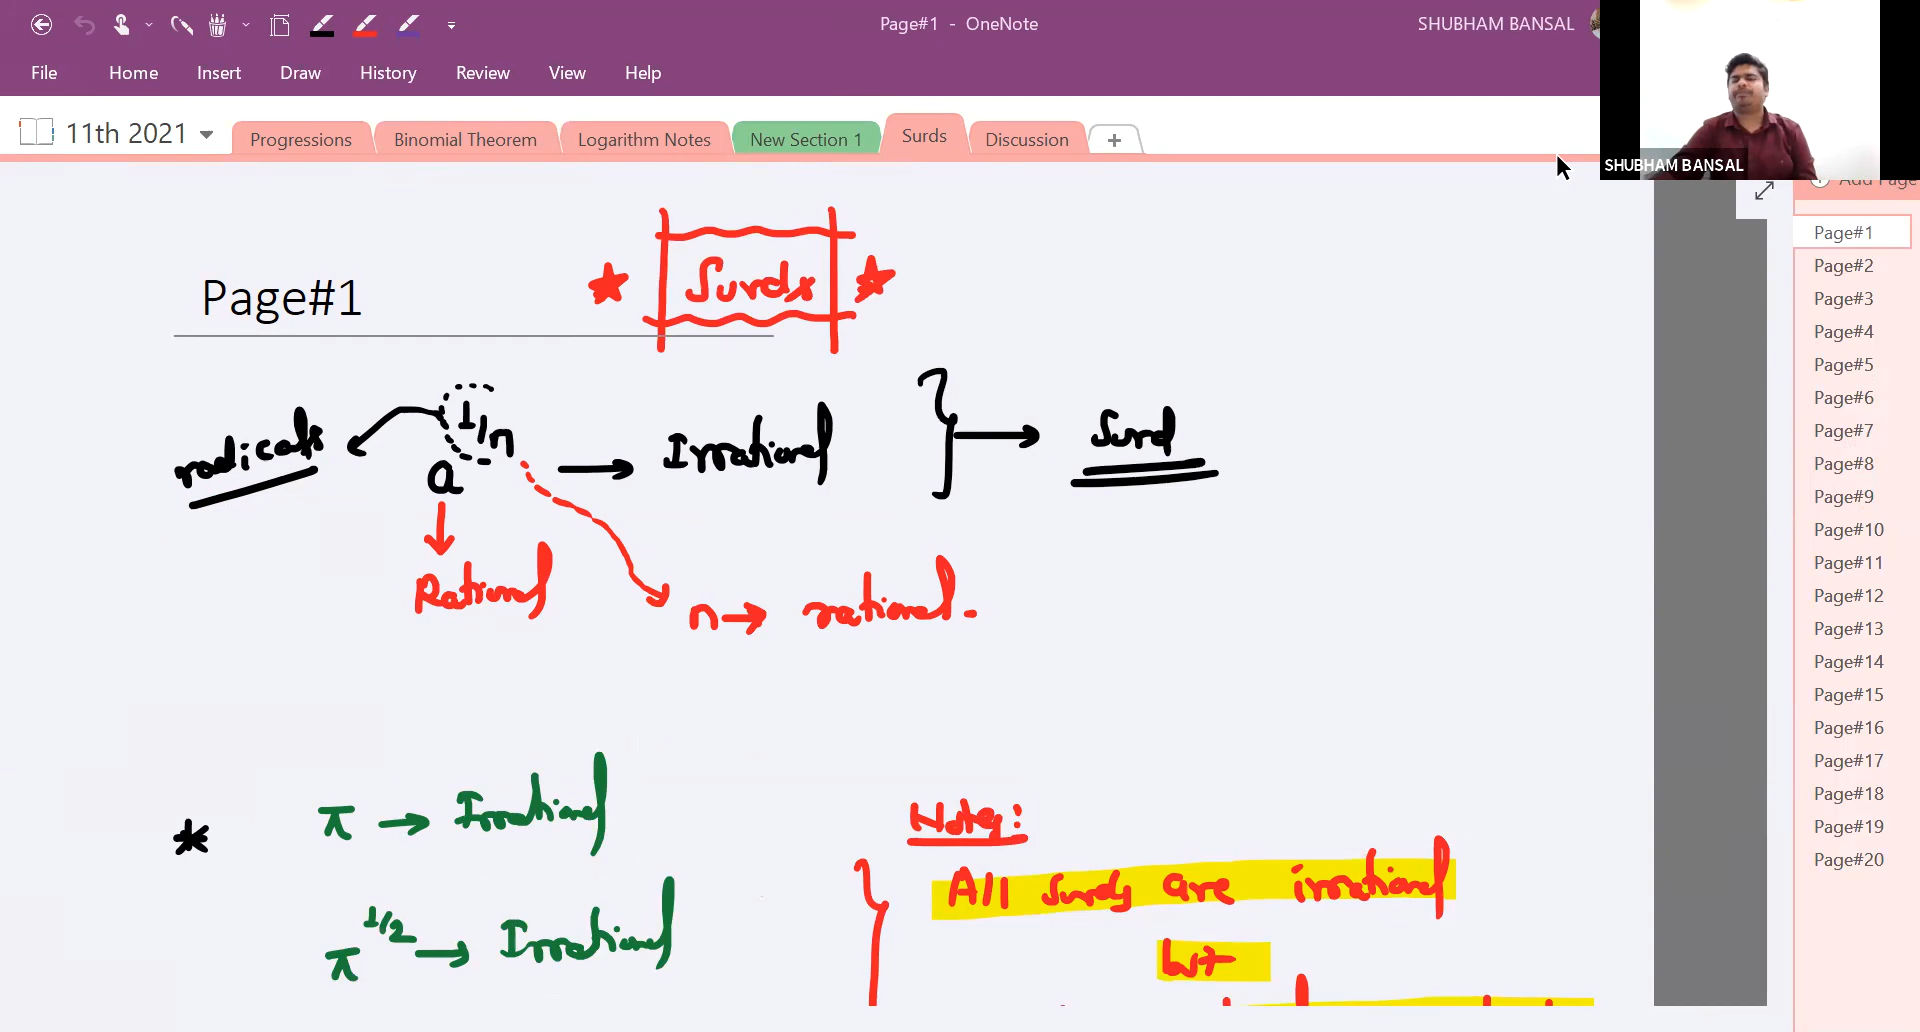 Page#1 - OneNote
SHUBHAM BANSAL
File Home Insert Draw History Review View Help
11th 2021
Progressions Binomial Theorem Logarithm Notes New Section 1 Surds Discussion +
SHUBHAM BANSAL
Add Page
Page#1
Page#2
Page#3
Page#4
Page#5
Page#6
Page#7
Page#8
Page#9
Page#10
Page#11
Page#12
Page#13
Page#14
Page#15
Page#16
Page#17
Page#18
Page#19
Page#20
★ Surds ★
Page#1
radicals ← a^1/n → Irrational } → Surd
Rational
n → rational.
* π → Irrational
π^1/2 → Irrational
Note:
All surds are irrational
but